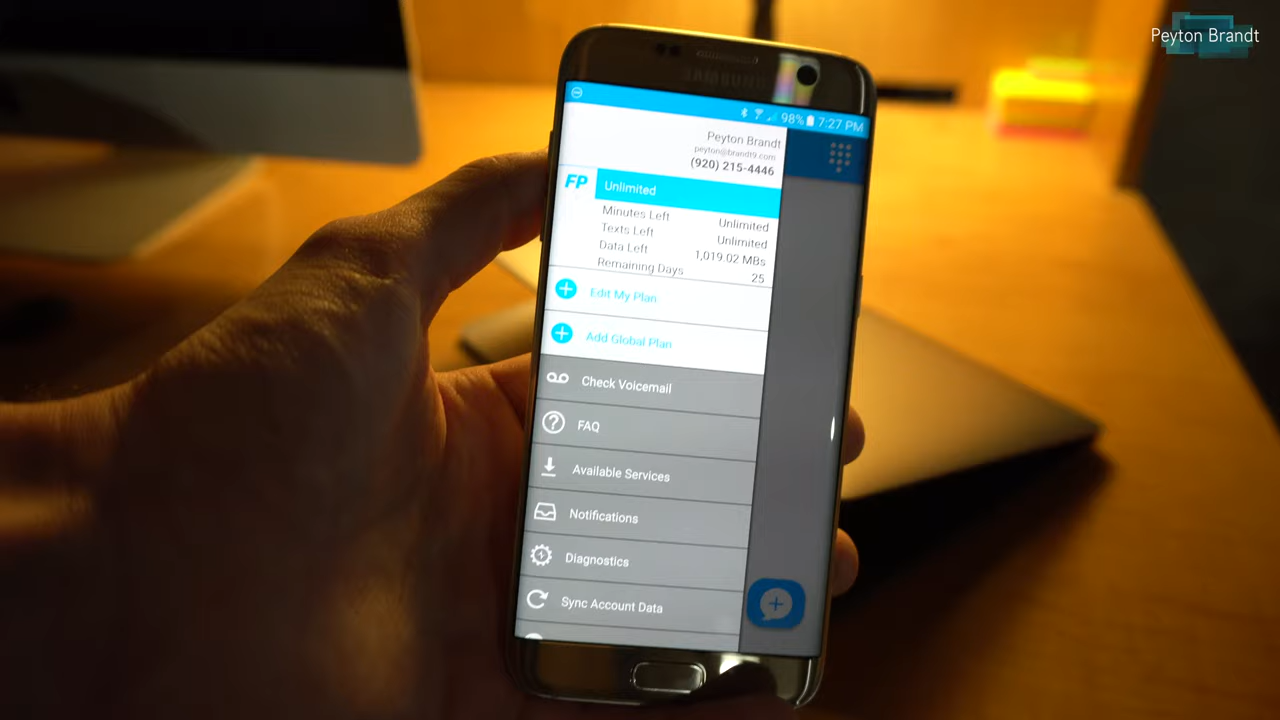 Peyton Brandt
SAMSUNG
98% 7:27 PM
Peyton Brandt
peyton@brandt9.com
(920) 215-4446
FP
Unlimited
Minutes Left Unlimited
Texts Left Unlimited
Data Left 1,019.02 MBs
Remaining Days 25
Edit My Plan
Add Global Plan
Check Voicemail
FAQ
Available Services
Notifications
Diagnostics
Sync Account Data